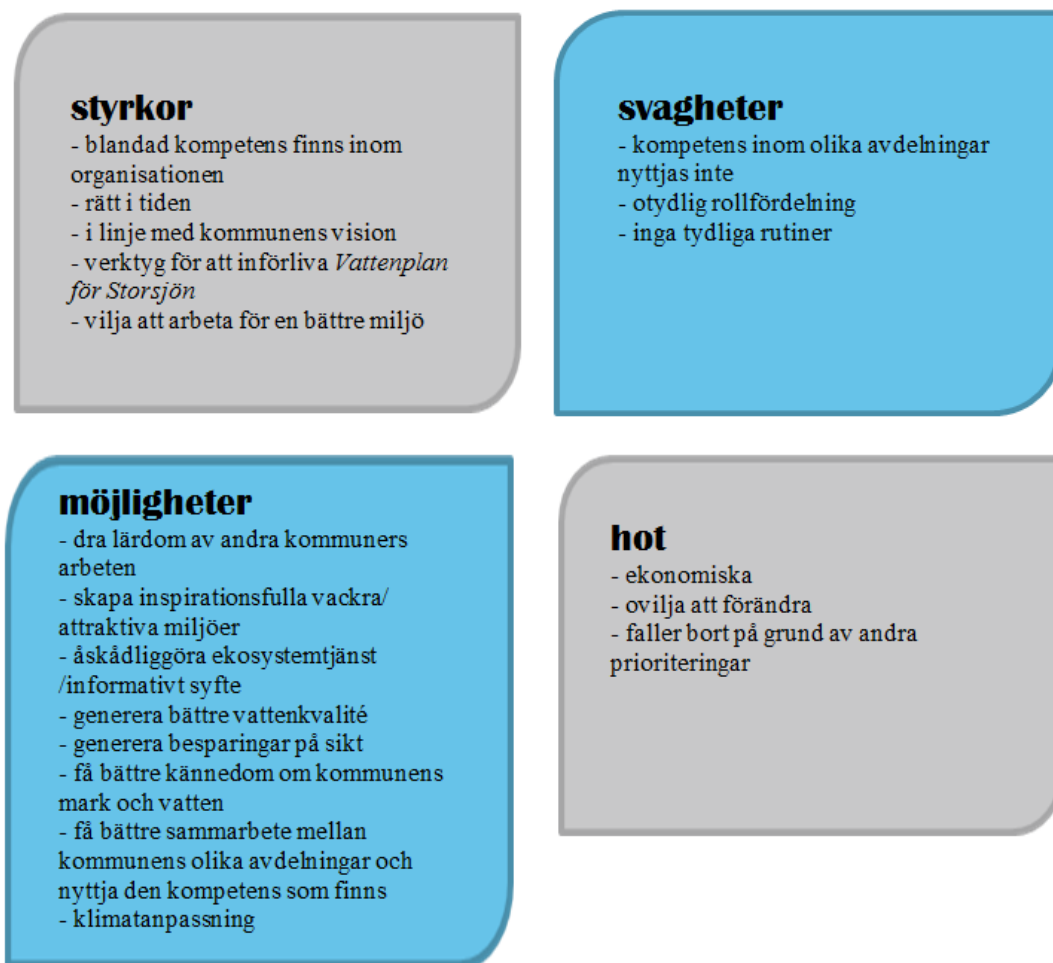 styrkor
- blandad kompetens finns inom
organisationen
- rätt i tiden
- i linje med kommunens vision
- verktyg för att införliva Vattenplan
för Storsjön
- vilja att arbeta för en bättre miljö
svagheter
- kompetens inom olika avdelningar
nyttjas inte
- otydlig rollfördelning
- inga tydliga rutiner
möjligheter
- dra lärdom av andra kommuners
arbeten
- skapa inspirationsfulla vackra/
attraktiva miljöer
- åskådliggöra ekosystemtjänst
/informativt syfte
- generera bättre vattenkvalité
- generera besparingar på sikt
- få bättre kännedom om kommunens
mark och vatten
- få bättre sammarbete mellan
kommunens olika avdelningar och
nyttja den kompetens som finns
- klimatanpassning
hot
- ekonomiska
- ovilja att förändra
- faller bort på grund av andra
prioriteringar